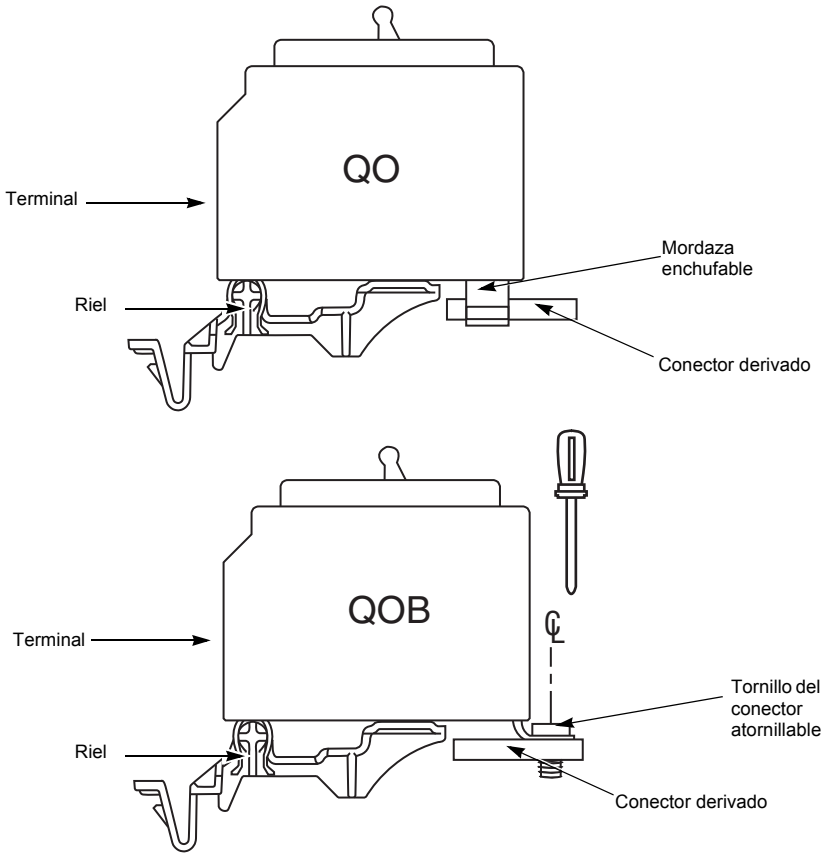 QO
Terminal
Mordaza
enchufable
Riel
Conector derivado
QOB
Terminal
℄
Tornillo del
conector
atornillable
Riel
Conector derivado